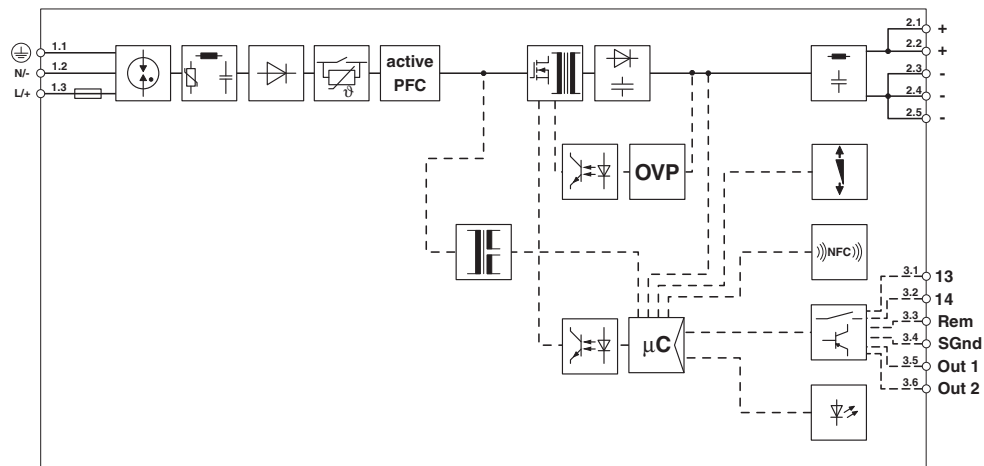 1.1
N/- 1.2
L/+ 1.3
active
PFC
ϑ
2.1 +
2.2 +
2.3 -
2.4 -
2.5 -
OVP
NFC
µC
3.1 13
3.2 14
3.3 Rem
3.4 SGnd
3.5 Out 1
3.6 Out 2